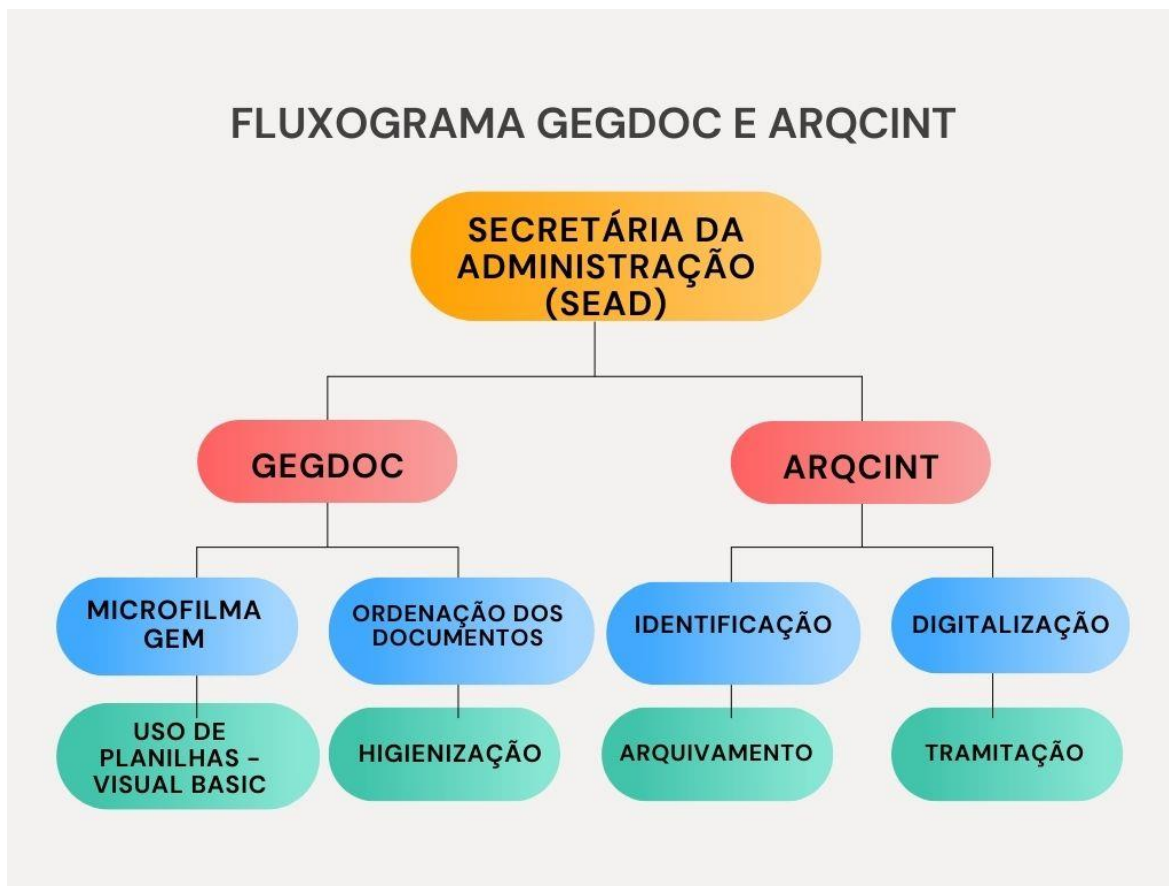 FLUXOGRAMA GEGDOC E ARQCINT
SECRETÁRIA DA
ADMINISTRAÇÃO
(SEAD)
GEGDOC
ARQCINT
MICROFILMA
GEM
ORDENAÇÃO DOS
DOCUMENTOS
IDENTIFICAÇÃO
DIGITALIZAÇÃO
USO DE
PLANILHAS -
VISUAL BASIC
HIGIENIZAÇÃO
ARQUIVAMENTO
TRAMITAÇÃO